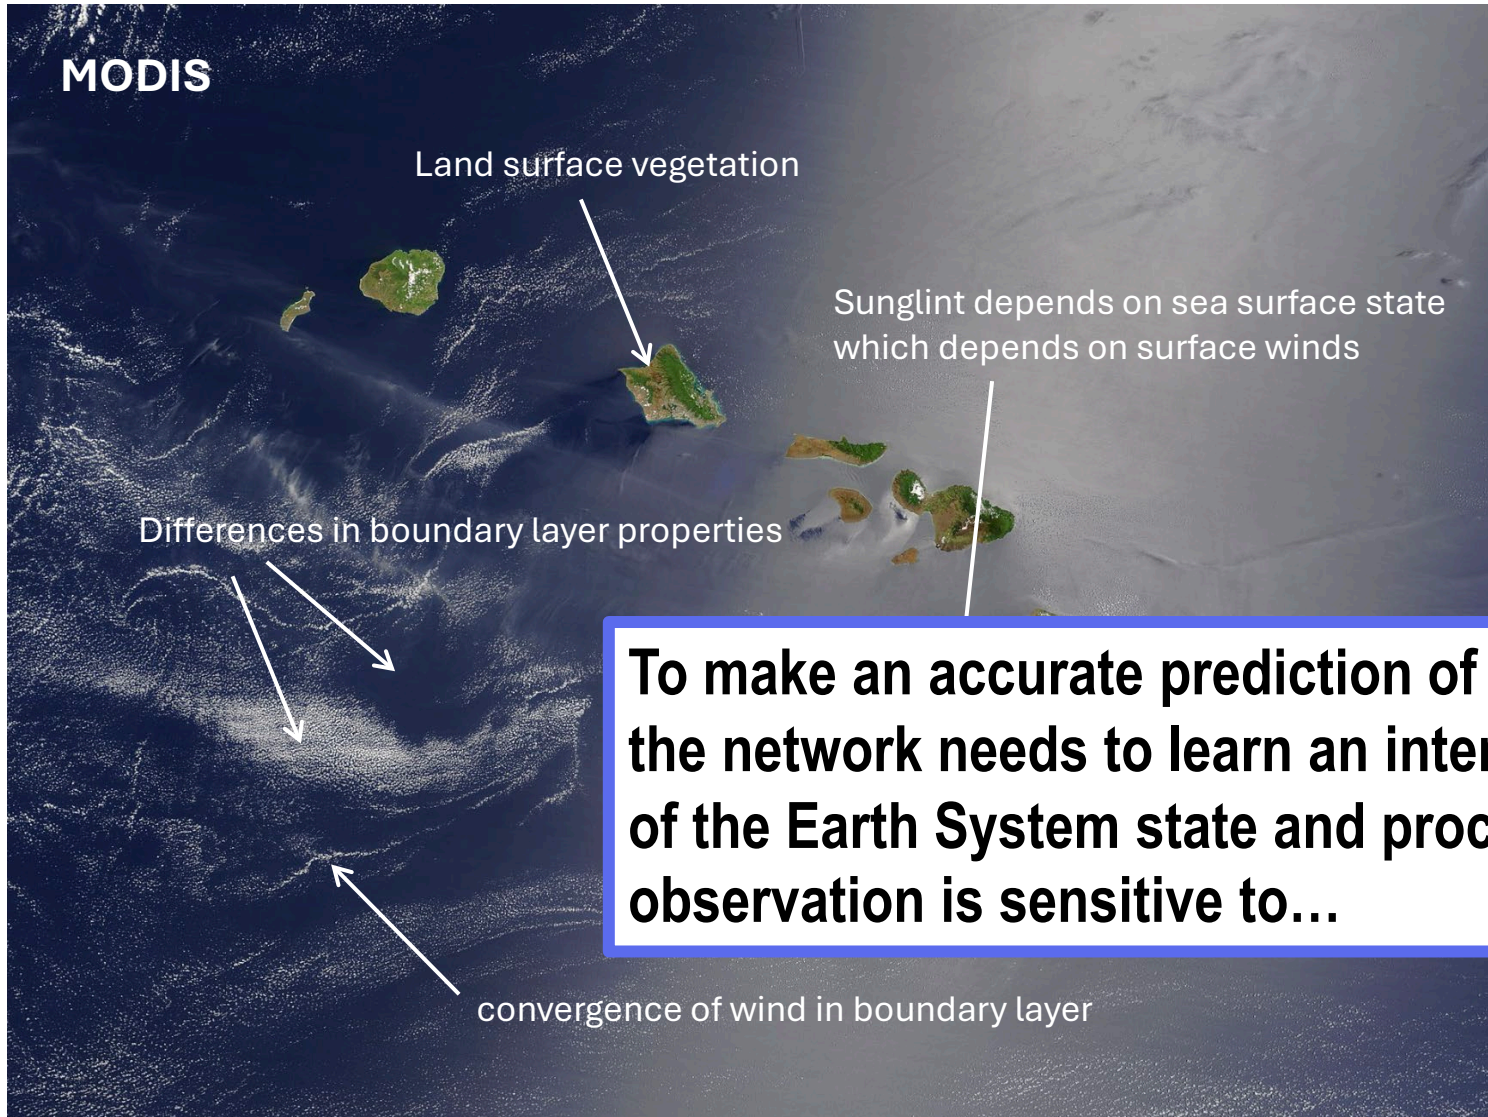 MODIS
Land surface vegetation
Sunglint depends on sea surface state
which depends on surface winds
Differences in boundary layer properties
To make an accurate prediction of
the network needs to learn an
of the Earth System state and
observation is sensitive to…
convergence of wind in boundary layer